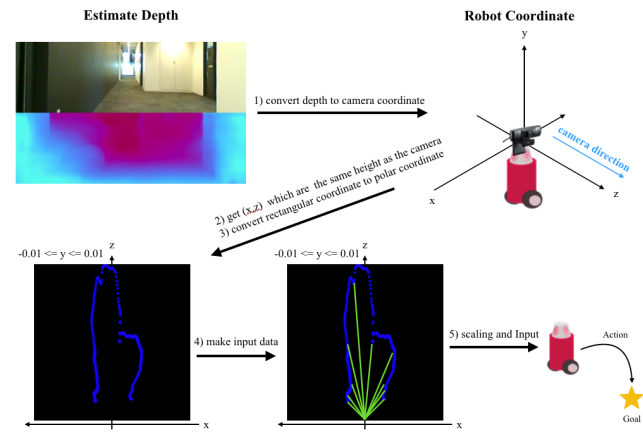 Estimate Depth
Robot Coordinate
y
1) convert depth to camera coordinate
camera direction
x
z
2) get (x,z) which are the same height as the camera
3) convert rectangular coordinate to polar coordinate
-0.01 <= y <= 0.01
z
-0.01 <= y <= 0.01
z
4) make input data
5) scaling and Input
Action
Goal
x
x